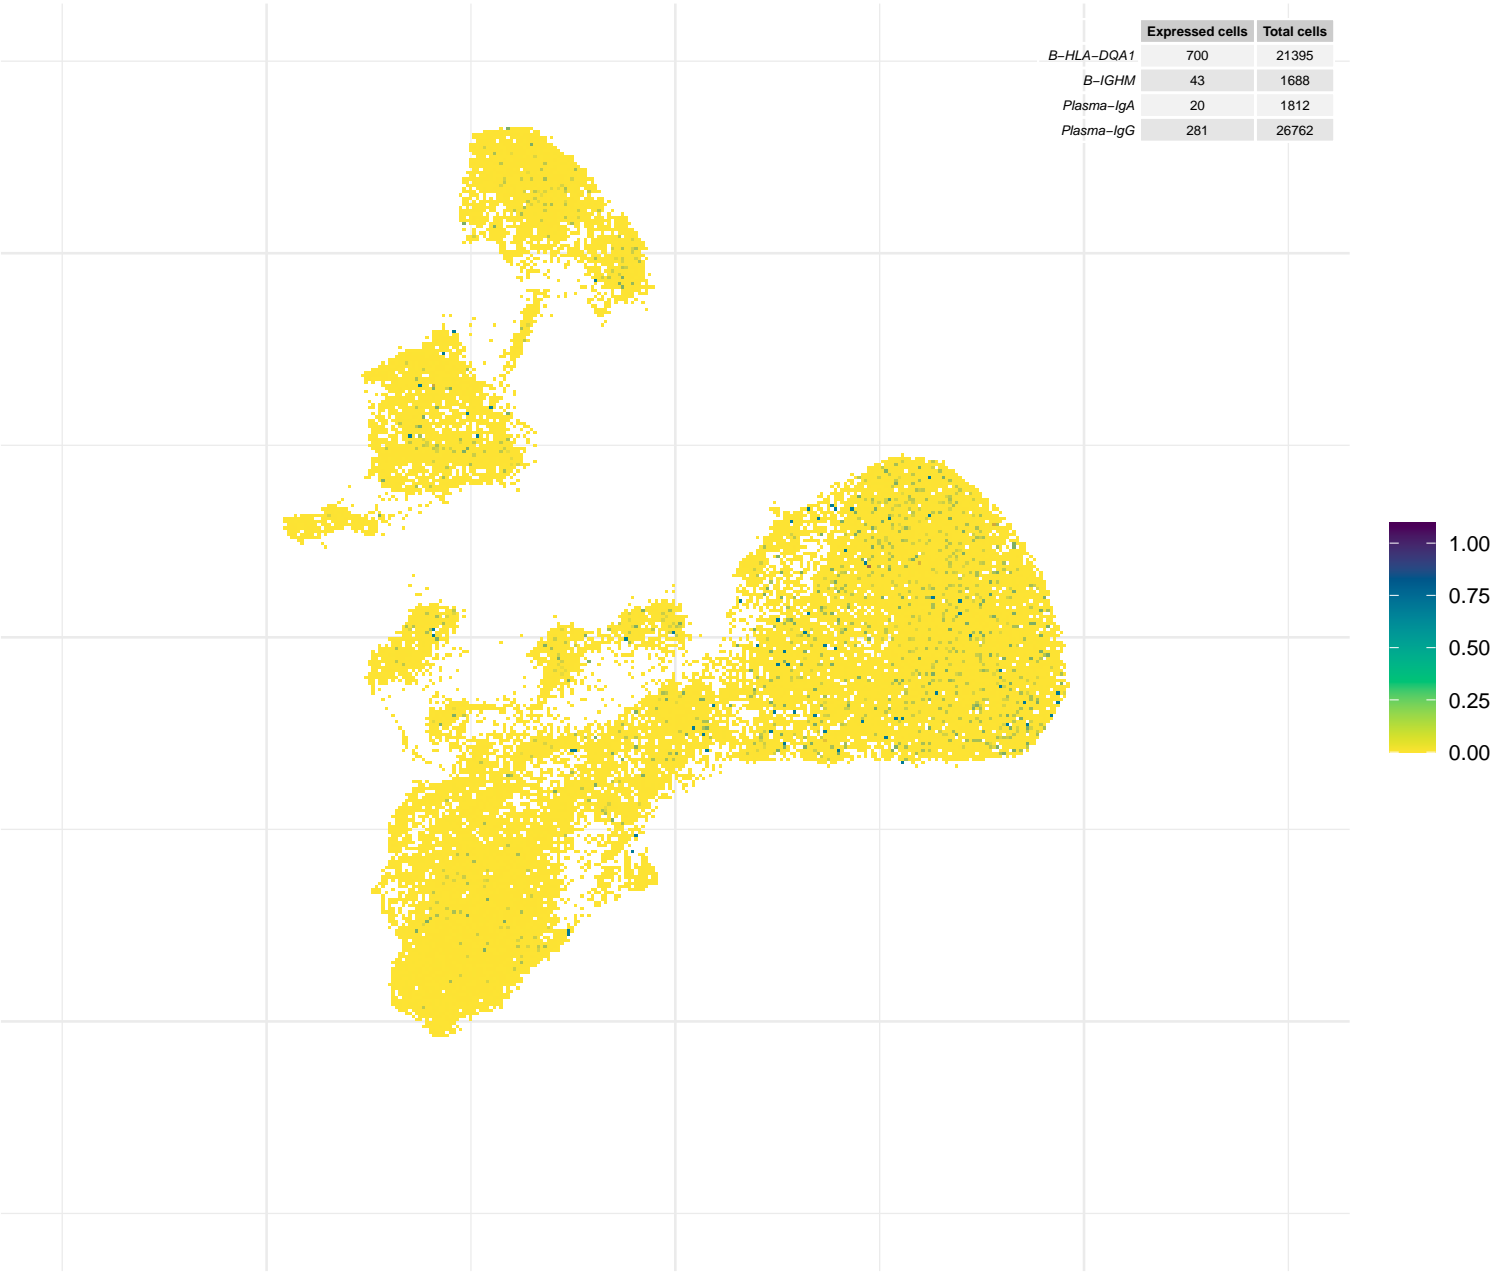 Expressed cells Total cells
B−HLA−DQA1 700 21395
B−IGHM 43 1688
Plasma−IgA 20 1812
Plasma−IgG 281 26762
1.00
0.75
0.50
0.25
0.00